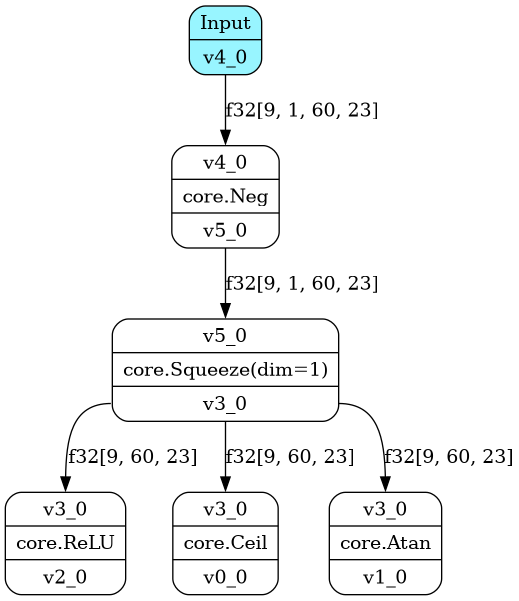 Input
v4_0
f32[9, 1, 60, 23]
v4_0
core.Neg
v5_0
f32[9, 1, 60, 23]
v5_0
core.Squeeze(dim=1)
v3_0
f32[9, 60, 23]
f32[9, 60, 23]
f32[9, 60, 23]
v3_0
core.ReLU
v2_0
v3_0
core.Ceil
v0_0
v3_0
core.Atan
v1_0